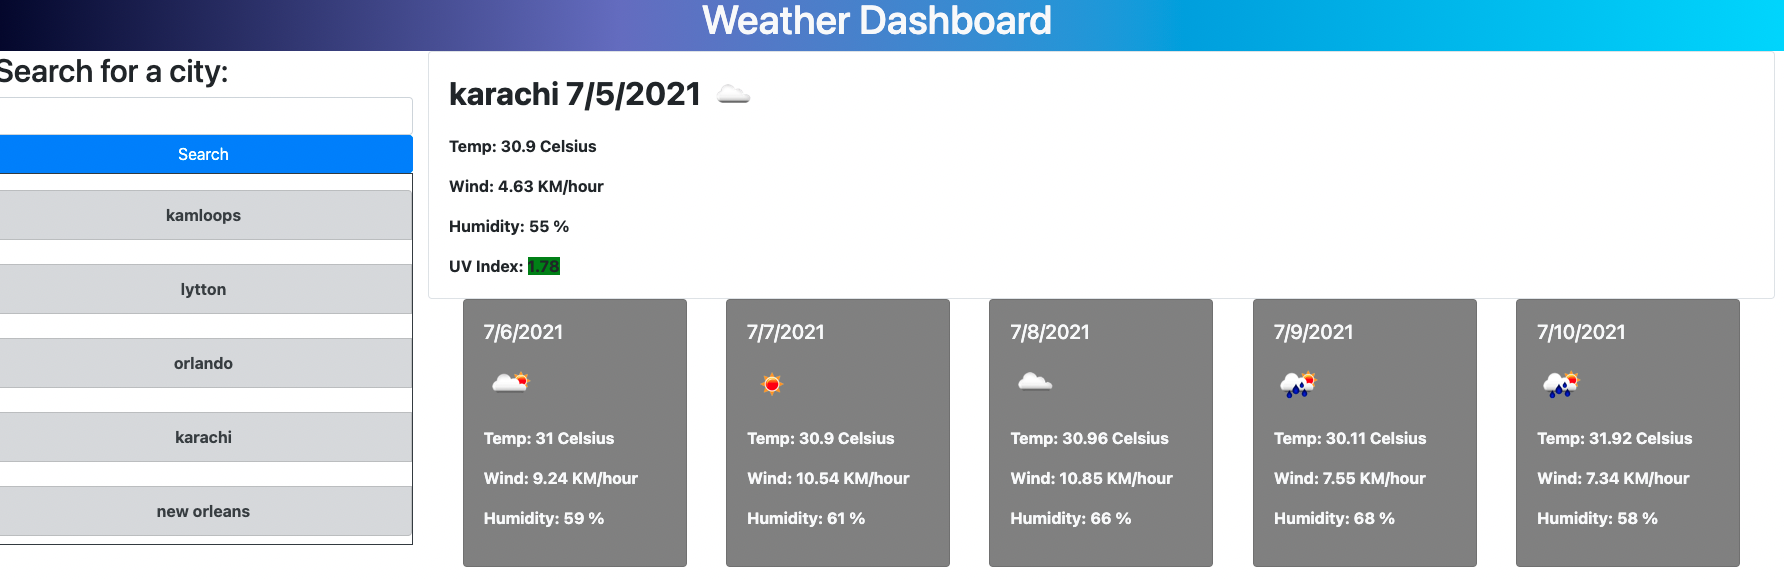 Weather Dashboard
Search for a city:
Search
kamloops
lytton
orlando
karachi
new orleans
karachi 7/5/2021
Temp: 30.9 Celsius
Wind: 4.63 KM/hour
Humidity: 55 %
UV Index: 1.78
7/6/2021
Temp: 31 Celsius
Wind: 9.24 KM/hour
Humidity: 59 %
7/7/2021
Temp: 30.9 Celsius
Wind: 10.54 KM/hour
Humidity: 61 %
7/8/2021
Temp: 30.96 Celsius
Wind: 10.85 KM/hour
Humidity: 66 %
7/9/2021
Temp: 30.11 Celsius
Wind: 7.55 KM/hour
Humidity: 68 %
7/10/2021
Temp: 31.92 Celsius
Wind: 7.34 KM/hour
Humidity: 58 %